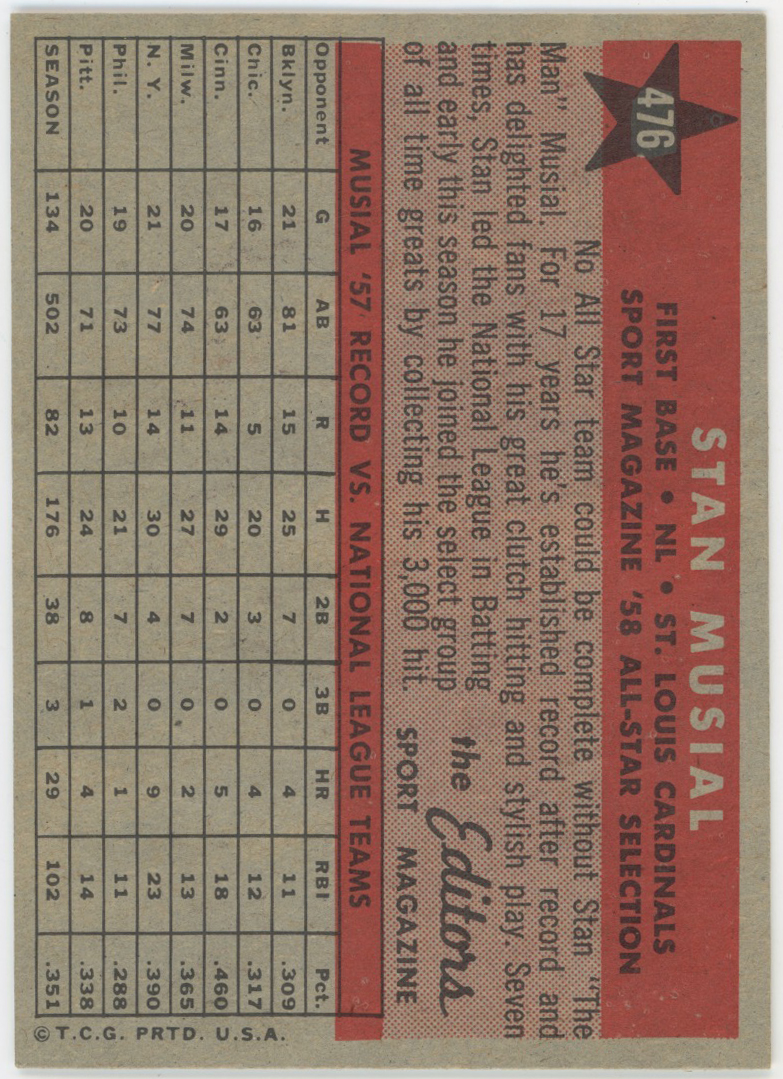 476
STAN MUSIAL
FIRST BASE • NL • ST. LOUIS CARDINALS
SPORT MAGAZINE '58 ALL-STAR SELECTION
No All Star team could be complete without Stan "The
Man" Musial. For 17 years he's established record after record and
has delighted fans with his great clutch hitting and stylish play. Seven
times, Stan led the National League in Batting
and early this season he joined the select group
of all time greats by collecting his 3,000 hit.
the Editors
SPORT MAGAZINE
MUSIAL '57 RECORD VS. NATIONAL LEAGUE TEAMS
Opponent G AB R H 2B 3B HR RBI Pct.
Bklyn. 21 81 15 25 7 0 4 11 .309
Chic. 16 63 5 20 3 0 4 12 .317
Cinn. 17 63 14 29 2 0 5 18 .460
Milw. 20 74 11 27 7 0 2 13 .365
N. Y. 21 77 14 30 4 0 9 23 .390
Phil. 19 73 10 21 7 2 1 11 .288
Pitt. 20 71 13 24 8 1 4 14 .338
SEASON 134 502 82 176 38 3 29 102 .351
© T.C.G. PRTD. U.S.A.